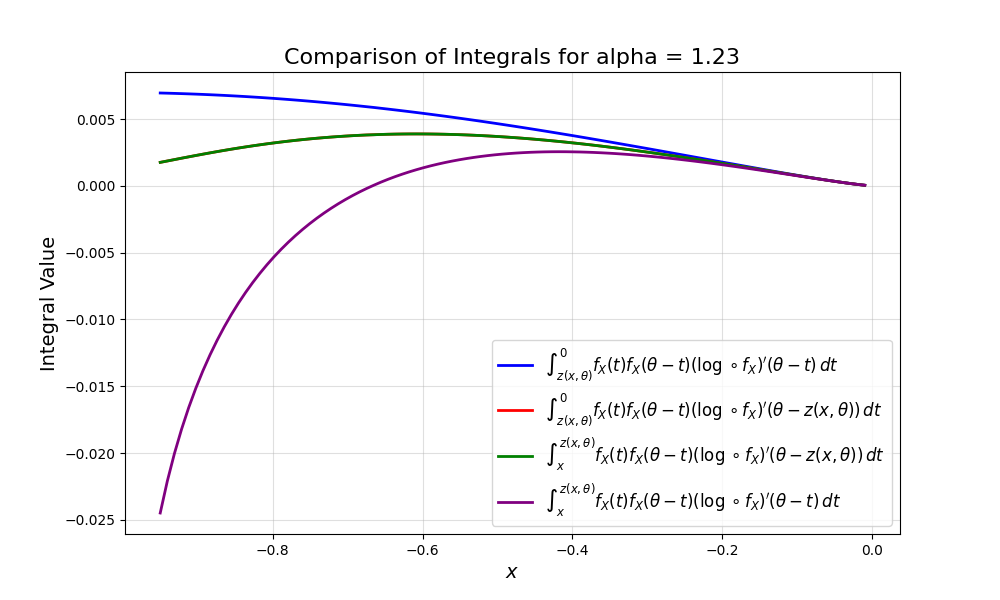 Comparison of Integrals for alpha = 1.23
Integral Value
0.005
0.000
−0.005
−0.010
−0.015
−0.020
−0.025
∫_{z(x, θ)}^{0} f_X(t)f_X(θ − t)(log ∘ f_X)′(θ − t) dt
∫_{z(x, θ)}^{0} f_X(t)f_X(θ − t)(log ∘ f_X)′(θ − z(x, θ)) dt
∫_{x}^{z(x, θ)} f_X(t)f_X(θ − t)(log ∘ f_X)′(θ − z(x, θ)) dt
∫_{x}^{z(x, θ)} f_X(t)f_X(θ − t)(log ∘ f_X)′(θ − t) dt
−0.8 −0.6 −0.4 −0.2 0.0
x